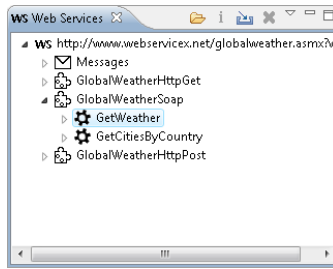 WS Web Services
WS http://www.webservicex.net/globalweather.asmx?
Messages
GlobalWeatherHttpGet
GlobalWeatherSoap
GetWeather
GetCitiesByCountry
GlobalWeatherHttpPost